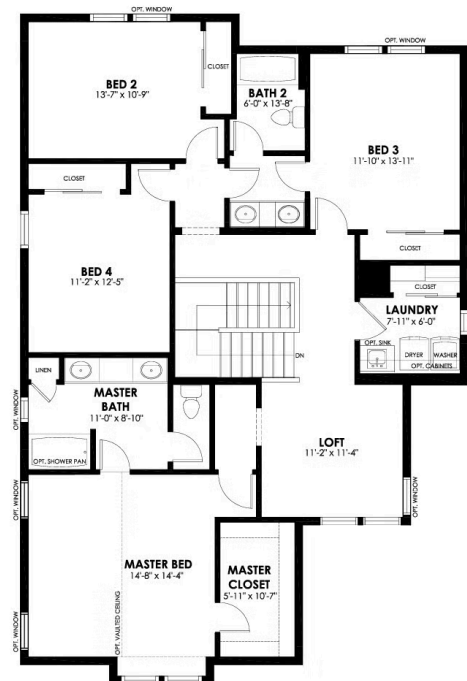 OPT. WINDOW
OPT. WINDOW
BED 2
13'-7" x 10'-9"
CLOSET
BATH 2
6'-0" x 13'-8"
BED 3
11'-10" x 13'-11"
CLOSET
CLOSET
BED 4
11'-2" x 12'-5"
CLOSET
LAUNDRY
7'-11" x 6'-0"
OPT. SINK
DRYER
WASHER
OPT. CABINETS
DN
LINEN
MASTER
BATH
11'-0" x 8'-10"
OPT. WINDOW
OPT. SHOWER PAN
LOFT
11'-2" x 11'-4"
OPT. WINDOW
OPT. WINDOW
MASTER BED
14'-8" x 14'-4"
OPT. VAULTED CEILING
MASTER
CLOSET
5'-11" x 10'-7"
OPT. WINDOW